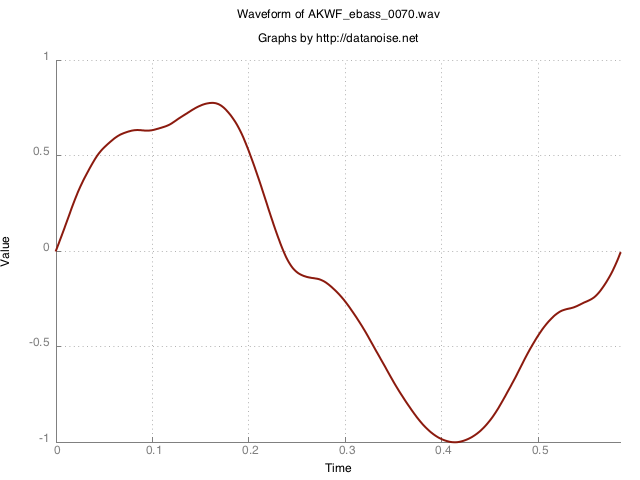 Waveform of AKWF_ebass_0070.wav
Graphs by http://datanoise.net
1
0.5
0
-0.5
-1
Value
0 0.1 0.2 0.3 0.4 0.5
Time